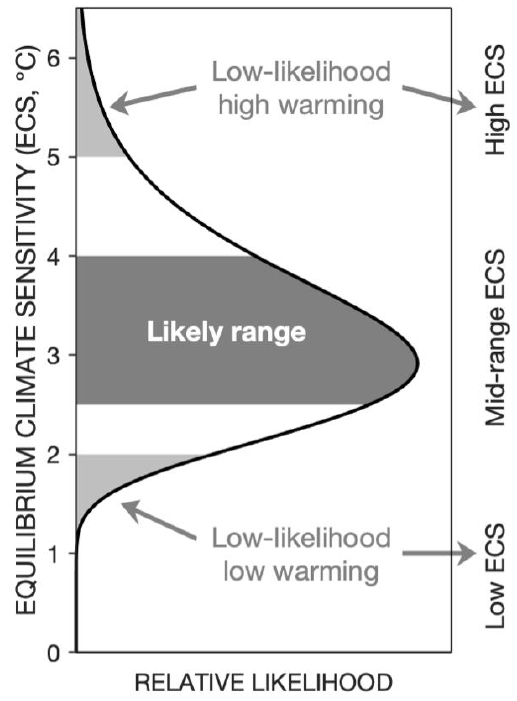 EQUILIBRIUM CLIMATE SENSITIVITY (ECS, °C)
6
5
4
3
2
1
0
Low-likelihood
high warming
Likely range
Low-likelihood
low warming
High ECS
Mid-range ECS
Low ECS
RELATIVE LIKELIHOOD